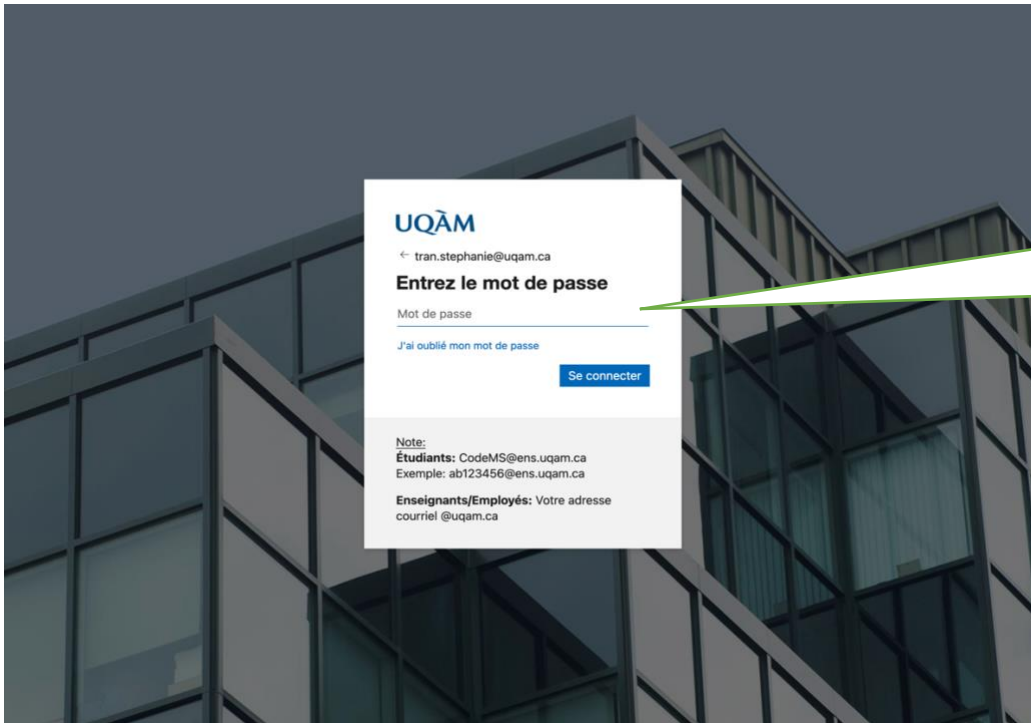 UQÀM
← tran.stephanie@uqam.ca
Entrez le mot de passe
Mot de passe
J'ai oublié mon mot de passe
Se connecter
Note:
Étudiants: CodeMS@ens.uqam.ca
Exemple: ab123456@ens.uqam.ca
Enseignants/Employés: Votre adresse
courriel @uqam.ca